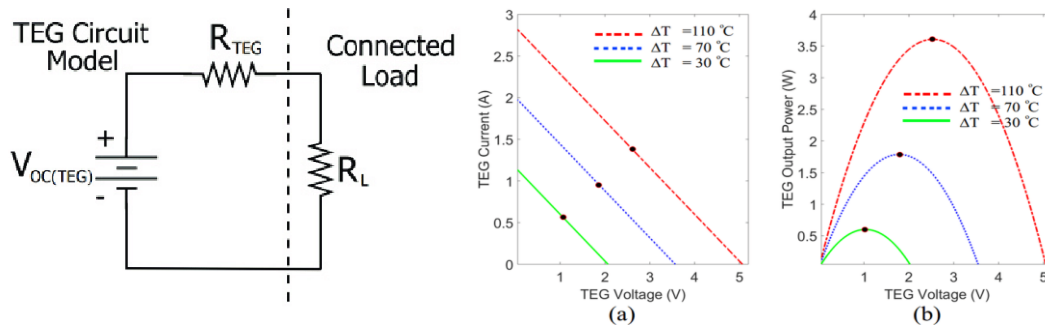 TEG Circuit
Model
R_TEG
Connected
Load
+
V_OC(TEG)
-
R_L
3
2.5
2
1.5
1
0.5
0
TEG Current (A)
ΔT =110 °C
ΔT = 70 °C
ΔT = 30 °C
1 2 3 4 5
TEG Voltage (V)
(a)
4
3.5
3
2.5
2
1.5
1
0.5
TEG Output Power (W)
ΔT =110 °C
ΔT = 70 °C
ΔT = 30 °C
0 1 2 3 4 5
TEG Voltage (V)
(b)